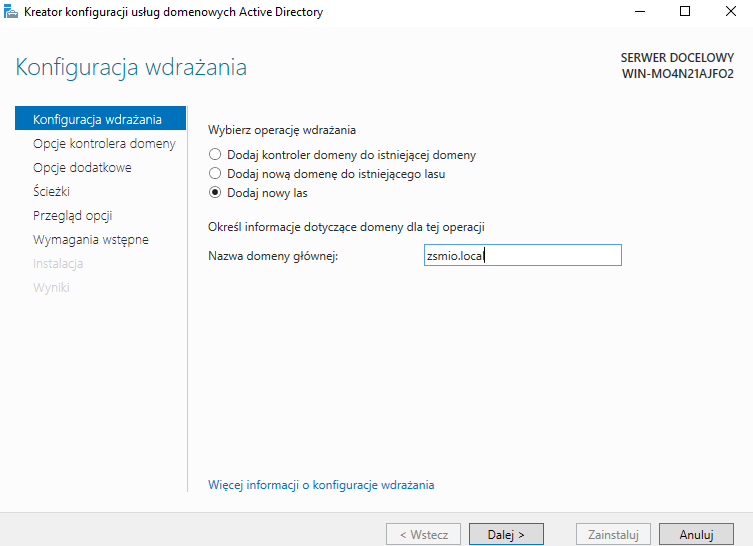 Kreator konfiguracji usług domenowych Active Directory
Konfiguracja wdrażania
SERWER DOCELOWY
WIN-MO4N21AJFO2
Konfiguracja wdrażania
Opcje kontrolera domeny
Opcje dodatkowe
Ścieżki
Przegląd opcji
Wymagania wstępne
Instalacja
Wyniki
Wybierz operację wdrażania
Dodaj kontroler domeny do istniejącej domeny
Dodaj nową domenę do istniejącego lasu
Dodaj nowy las
Określ informacje dotyczące domeny dla tej operacji
Nazwa domeny głównej:
zsmio.local
Więcej informacji o konfiguracje wdrażania
< Wstecz
Dalej >
Zainstaluj
Anuluj